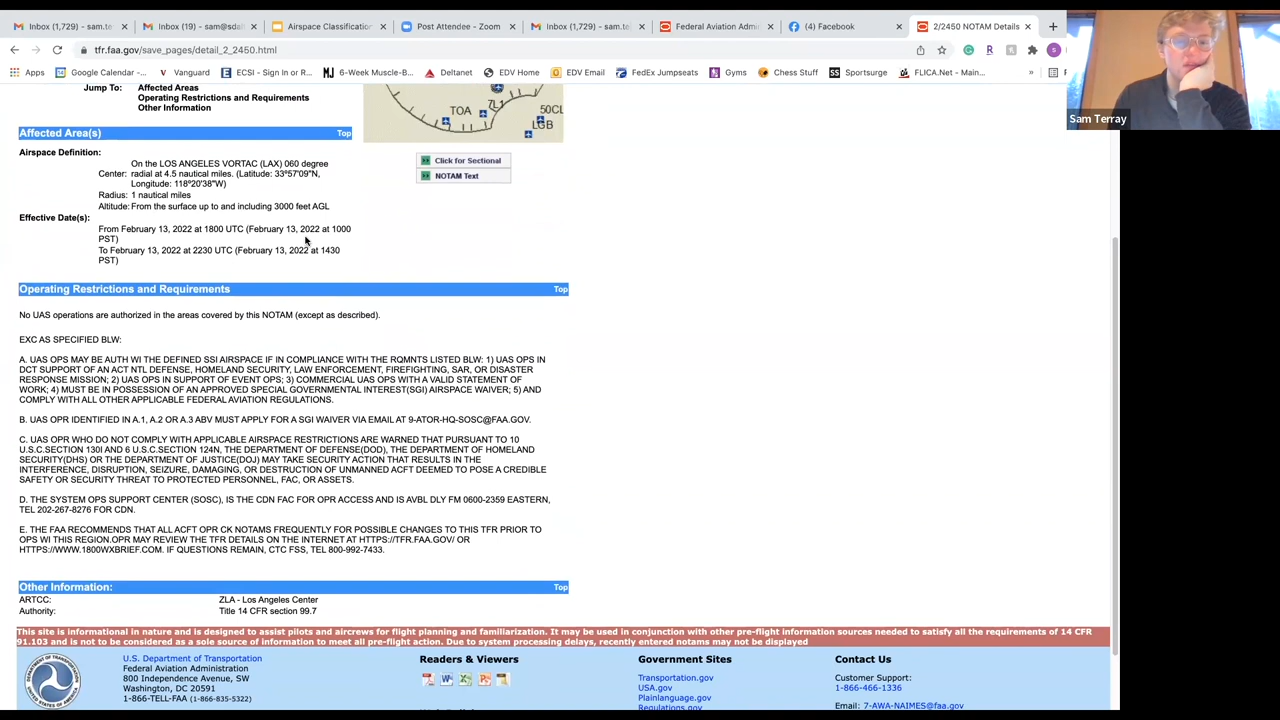 Inbox (1,729) - sam.te
Inbox (19) - sam@sdai
Airspace Classification
Post Attendee - Zoom
Inbox (1,729) - sam.to
Federal Aviation Admi
(4) Facebook
2/2450 NOTAM Details
tfr.faa.gov/save_pages/detail_2_2450.html
Apps
Google Calendar -...
Vanguard
ECSI - Sign In or R...
6-Week Muscle-B...
Deltanet
EDV Home
EDV Email
FedEx Jumpseats
Gyms
Chess Stuff
Sportsurge
FLICA.Net - Main...
Sam Terray
Jump To: Affected Areas
Operating Restrictions and Requirements
Other Information
TOA
50CL
LGB
Affected Area(s) Top
Airspace Definition:
On the LOS ANGELES VORTAC (LAX) 060 degree
Center: radial at 4.5 nautical miles. (Latitude: 33º57'09"N,
Longitude: 118º20'38"W)
Radius: 1 nautical miles
Altitude: From the surface up to and including 3000 feet AGL
Click for Sectional
NOTAM Text
Effective Date(s):
From February 13, 2022 at 1800 UTC (February 13, 2022 at 1000
PST)
To February 13, 2022 at 2230 UTC (February 13, 2022 at 1430
PST)
Operating Restrictions and Requirements Top
No UAS operations are authorized in the areas covered by this NOTAM (except as described).
EXC AS SPECIFIED BLW:
A. UAS OPS MAY BE AUTH WI THE DEFINED SSI AIRSPACE IF IN COMPLIANCE WITH THE RQMNTS LISTED BLW: 1) UAS OPS IN
DCT SUPPORT OF AN ACT NTL DEFENSE, HOMELAND SECURITY, LAW ENFORCEMENT, FIREFIGHTING, SAR, OR DISASTER
RESPONSE MISSION; 2) UAS OPS IN SUPPORT OF EVENT OPS; 3) COMMERCIAL UAS OPS WITH A VALID STATEMENT OF
WORK; 4) MUST BE IN POSSESSION OF AN APPROVED SPECIAL GOVERNMENTAL INTEREST(SGI) AIRSPACE WAIVER; 5) AND
COMPLY WITH ALL OTHER APPLICABLE FEDERAL AVIATION REGULATIONS.
B. UAS OPR IDENTIFIED IN A.1, A.2 OR A.3 ABV MUST APPLY FOR A SGI WAIVER VIA EMAIL AT 9-ATOR-HQ-SOSC@FAA.GOV.
C. UAS OPR WHO DO NOT COMPLY WITH APPLICABLE AIRSPACE RESTRICTIONS ARE WARNED THAT PURSUANT TO 10
U.S.C.SECTION 130I AND 6 U.S.C.SECTION 124N, THE DEPARTMENT OF DEFENSE(DOD), THE DEPARTMENT OF HOMELAND
SECURITY(DHS) OR THE DEPARTMENT OF JUSTICE(DOJ) MAY TAKE SECURITY ACTION THAT RESULTS IN THE
INTERFERENCE, DISRUPTION, SEIZURE, DAMAGING, OR DESTRUCTION OF UNMANNED ACFT DEEMED TO POSE A CREDIBLE
SAFETY OR SECURITY THREAT TO PROTECTED PERSONNEL, FAC, OR ASSETS.
D. THE SYSTEM OPS SUPPORT CENTER (SOSC), IS THE CDN FAC FOR OPR ACCESS AND IS AVBL DLY FM 0600-2359 EASTERN,
TEL 202-267-8276 FOR CDN.
E. THE FAA RECOMMENDS THAT ALL ACFT OPR CK NOTAMS FREQUENTLY FOR POSSIBLE CHANGES TO THIS TFR PRIOR TO
OPS WI THIS REGION.OPR MAY REVIEW THE TFR DETAILS ON THE INTERNET AT HTTPS://TFR.FAA.GOV/ OR
HTTPS://WWW.1800WXBRIEF.COM. IF QUESTIONS REMAIN, CTC FSS, TEL 800-992-7433.
Other Information: Top
ARTCC: ZLA - Los Angeles Center
Authority: Title 14 CFR section 99.7
This site is informational in nature and is designed to assist pilots and aircrews for flight planning and familiarization. It may be used in conjunction with other pre-flight information sources needed to satisfy all the requirements of 14 CFR
91.103 and is not to be considered as a sole source of information to meet all pre-flight action. Due to system processing delays, recently entered notams may not be displayed
U.S. Department of Transportation
Federal Aviation Administration
800 Independence Avenue, SW
Washington, DC 20591
1-866-TELL-FAA (1-866-835-5322)
Readers & Viewers
Government Sites
Transportation.gov
USA.gov
Plainlanguage.gov
Regulations.gov
Contact Us
Customer Support:
1-866-466-1336
Email: 7-AWA-NAIMES@faa.gov